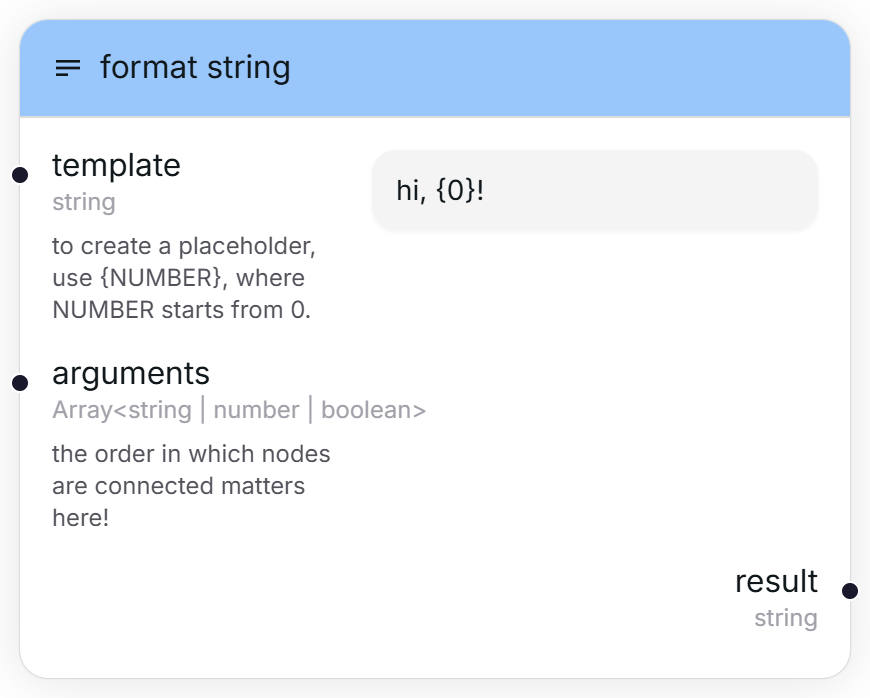 format string
template
string
to create a placeholder,
use {NUMBER}, where
NUMBER starts from 0.
hi, {0}!
arguments
Array<string | number | boolean>
the order in which nodes
are connected matters
here!
result
string